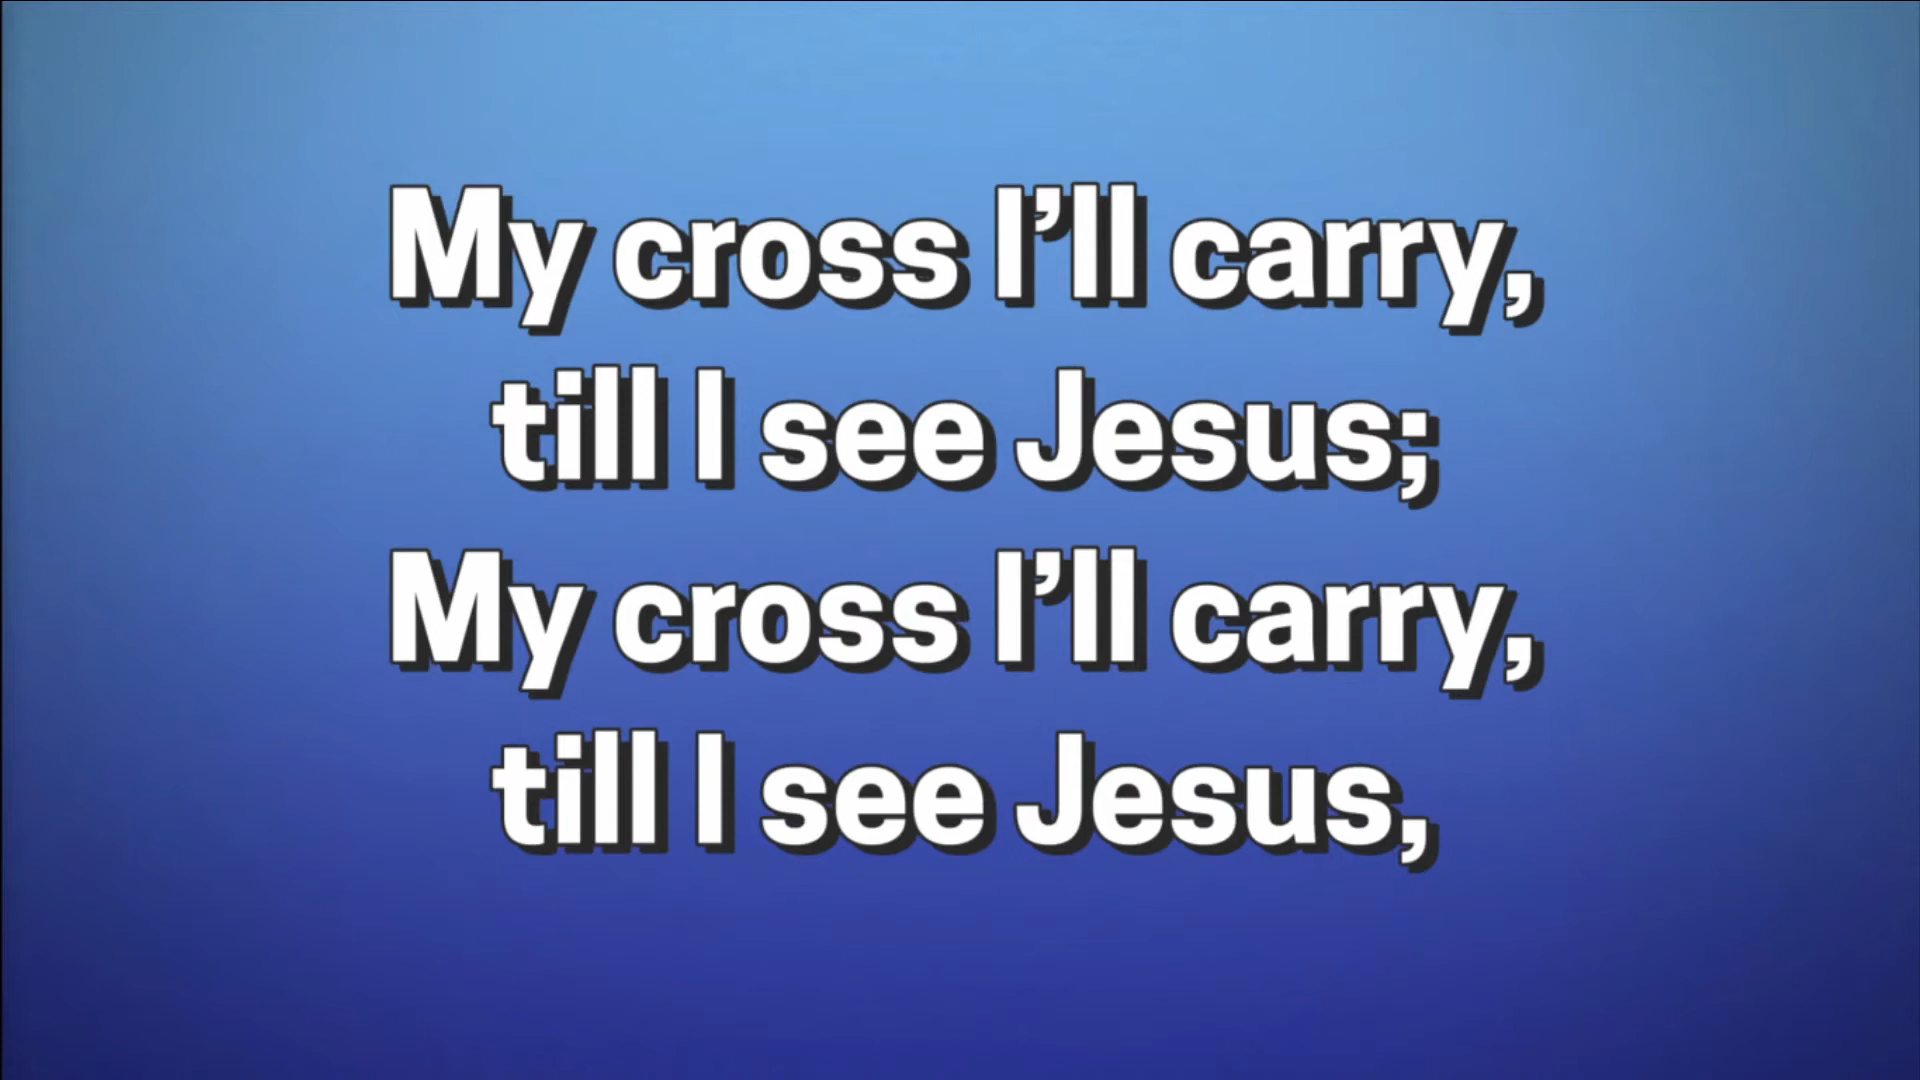 My cross I’ll carry,
till I see Jesus;
My cross I’ll carry,
till I see Jesus,